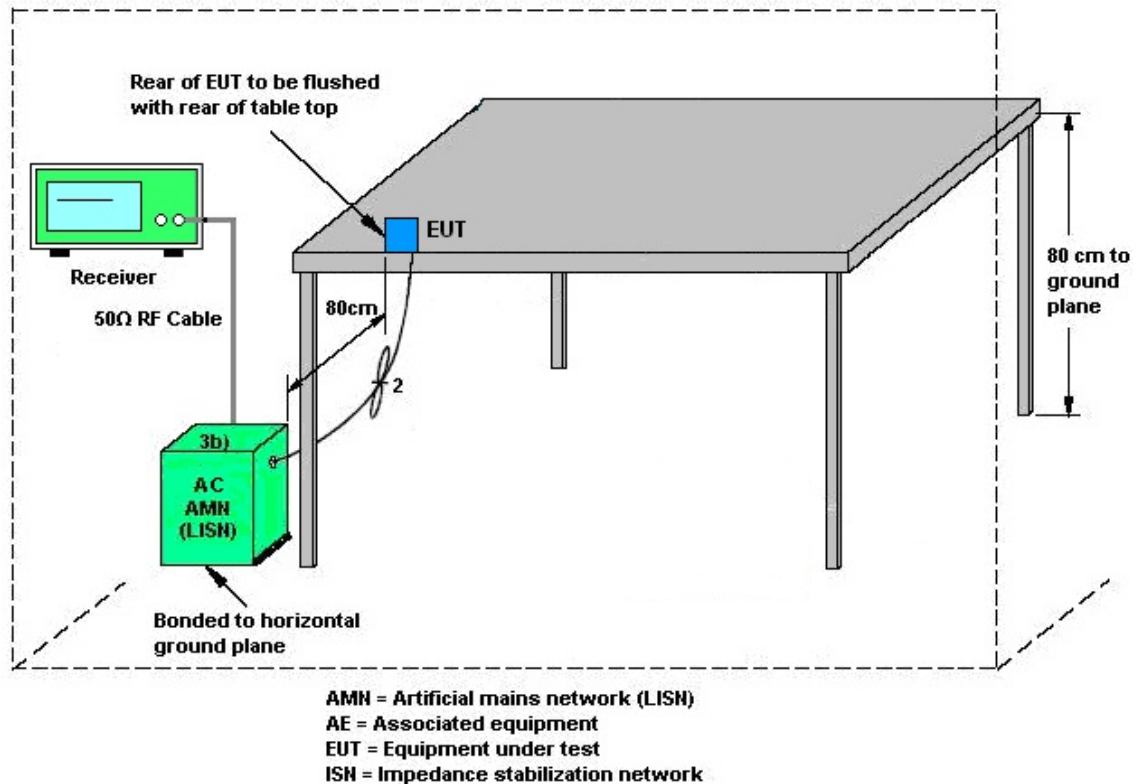 Rear of EUT to be flushed
with rear of table top
EUT
Receiver
50Ω RF Cable
80cm
80 cm to
ground
plane
2
3b)
AC
AMN
(LISN)
Bonded to horizontal
ground plane
AMN = Artificial mains network (LISN)
AE = Associated equipment
EUT = Equipment under test
ISN = Impedance stabilization network